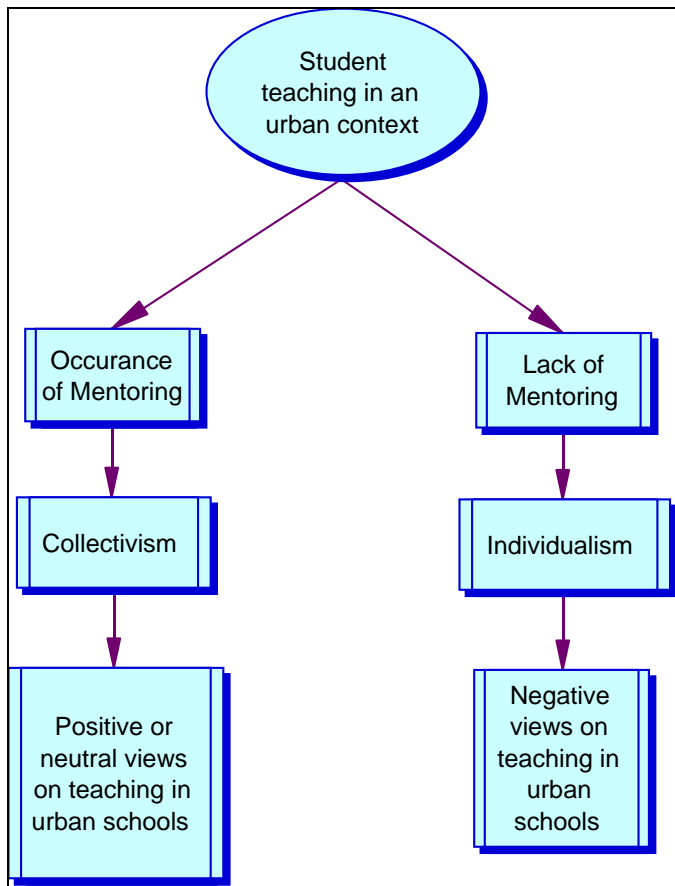 Student
teaching in an
urban context
Occurance
of Mentoring
Lack of
Mentoring
Collectivism
Individualism
Positive or
neutral views
on teaching in
urban schools
Negative
views on
teaching in
urban
schools